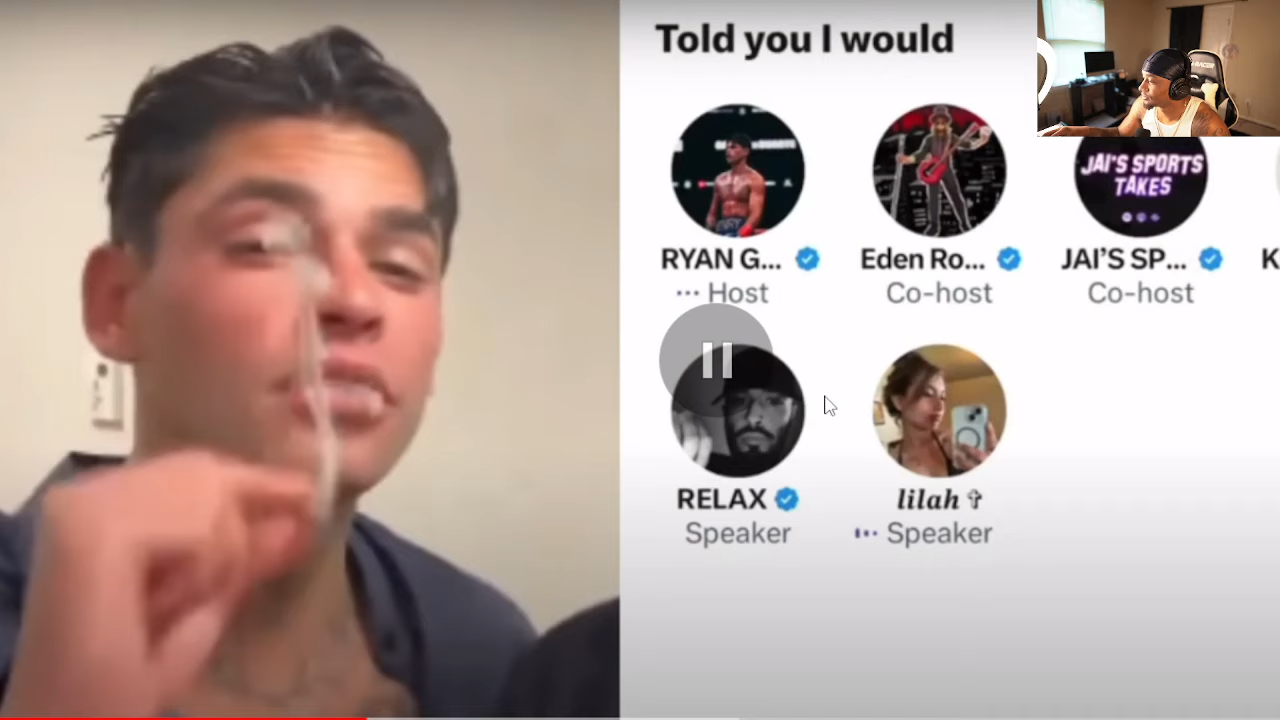 Told you I would
JAI'S SPORTS
TAKES
RYAN G...
Eden Ro...
JAI'S SP...
K
Host
Co-host
Co-host
RELAX
lilah ✞
Speaker
Speaker